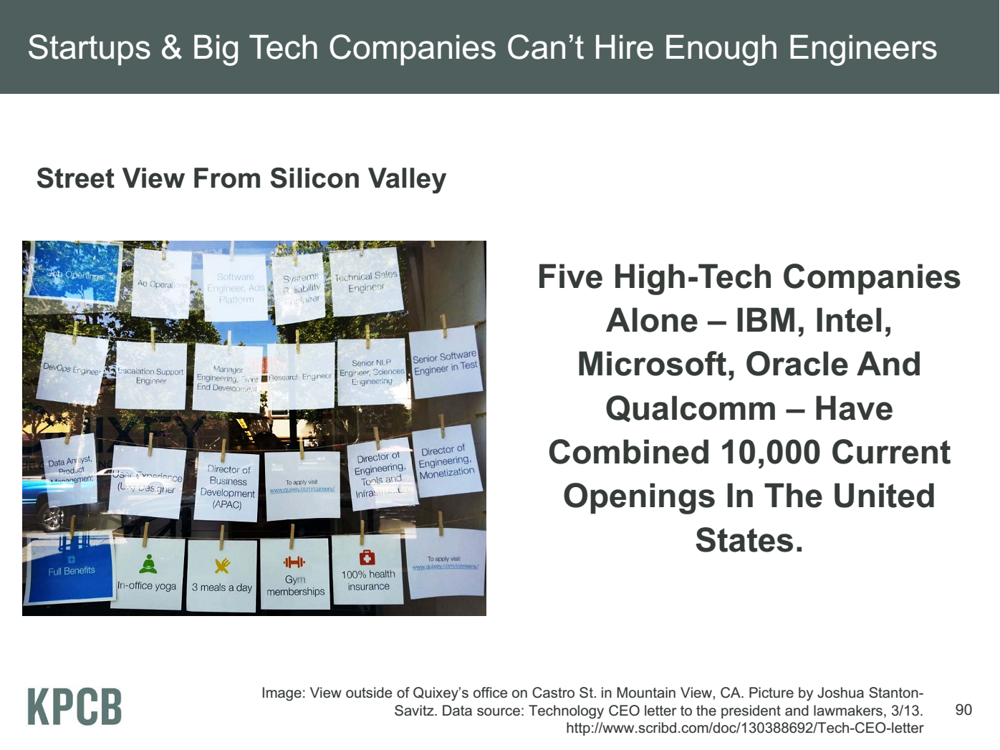 Startups & Big Tech Companies Can’t Hire Enough Engineers
Street View From Silicon Valley
Job Openings
Ad Operations
Software
Engineer, Ads
Platform
Systems
Reliability
Engineer
Technical Sales
Engineer
DevOps Engineer
Escalation Support
Engineer
Manager
Engineering, Front
End Development
Research Engineer
Senior NLP
Engineer, Sciences
Engineering
Senior Software
Engineer in Test
QUIXEY
Data Analyst,
Product
Management
User Experience
(UX) Designer
Director of
Business
Development
(APAC)
To apply visit
www.quixey.com/careers/
Director of
Engineering,
Tools and
Infrastructure
Director of
Engineering,
Monetization
Full Benefits
In-office yoga
3 meals a day
Gym
memberships
100% health
insurance
To apply visit
www.quixey.com/careers/
Five High-Tech Companies
Alone – IBM, Intel,
Microsoft, Oracle And
Qualcomm – Have
Combined 10,000 Current
Openings In The United
States.
KPCB
Image: View outside of Quixey’s office on Castro St. in Mountain View, CA. Picture by Joshua Stanton-
Savitz. Data source: Technology CEO letter to the president and lawmakers, 3/13.
http://www.scribd.com/doc/130388692/Tech-CEO-letter
90